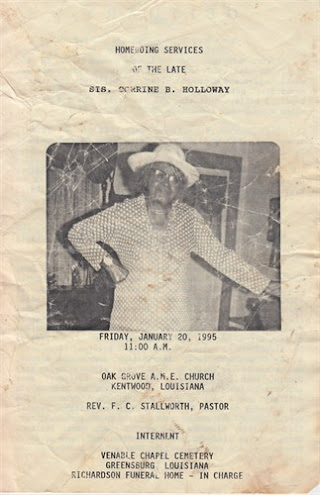 HOMEGOING SERVICES
OF THE LATE
SIS. CORRINE B. HOLLOWAY
FRIDAY, JANUARY 20, 1995
11:00 A.M.
OAK GROVE A.M.E. CHURCH
KENTWOOD, LOUISIANA
REV. F. C. STALLWORTH, PASTOR
INTERMENT
VENABLE CHAPEL CEMETERY
GREENSBURG, LOUISIANA
RICHARDSON FUNERAL HOME - IN CHARGE